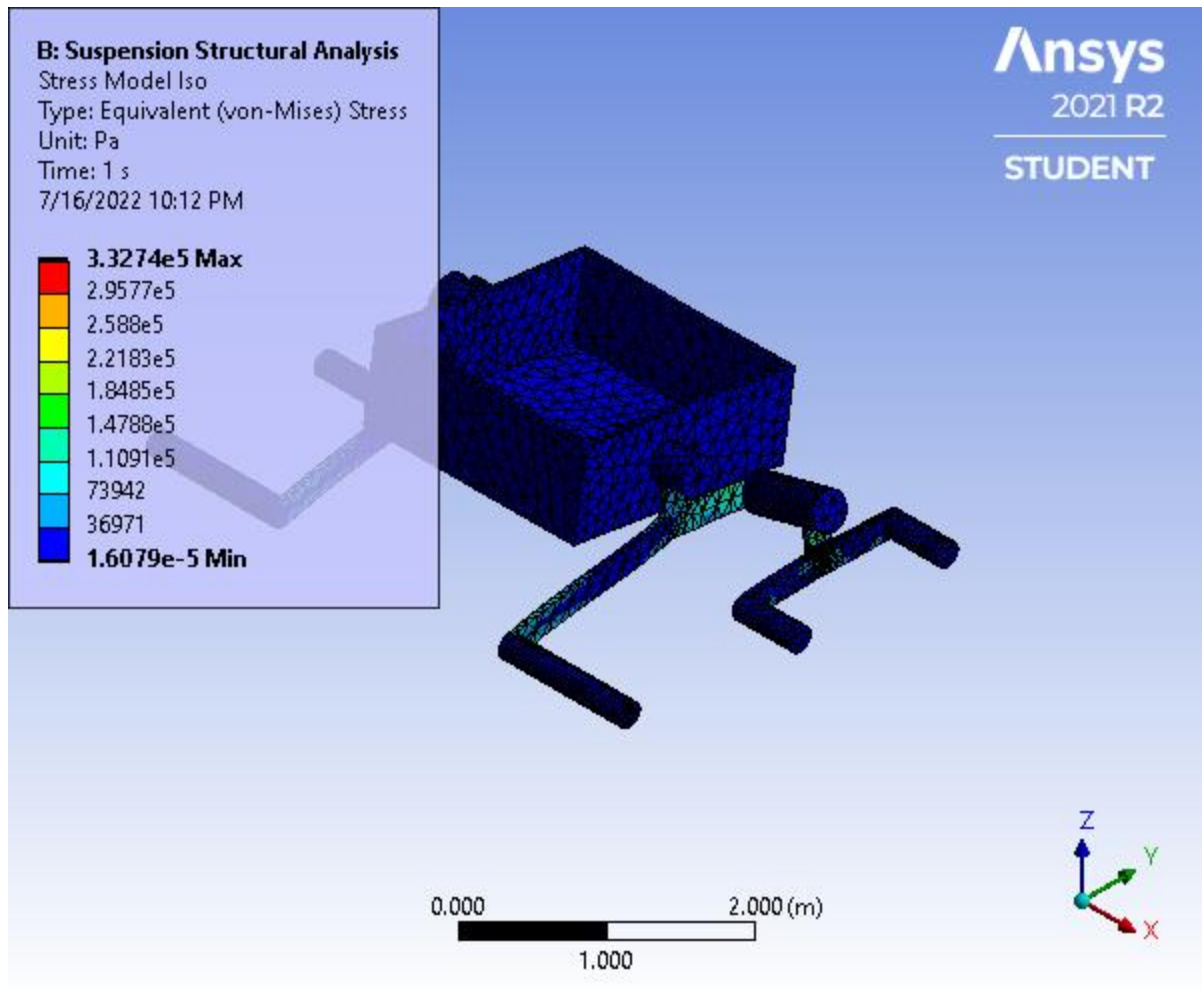 B: Suspension Structural Analysis
Stress Model Iso
Type: Equivalent (von-Mises) Stress
Unit: Pa
Time: 1 s
7/16/2022 10:12 PM
3.3274e5 Max
2.9577e5
2.588e5
2.2183e5
1.8485e5
1.4788e5
1.1091e5
73942
36971
1.6079e-5 Min
Ansys
2021 R2
STUDENT
Z
Y
X
0.000 2.000 (m)
1.000